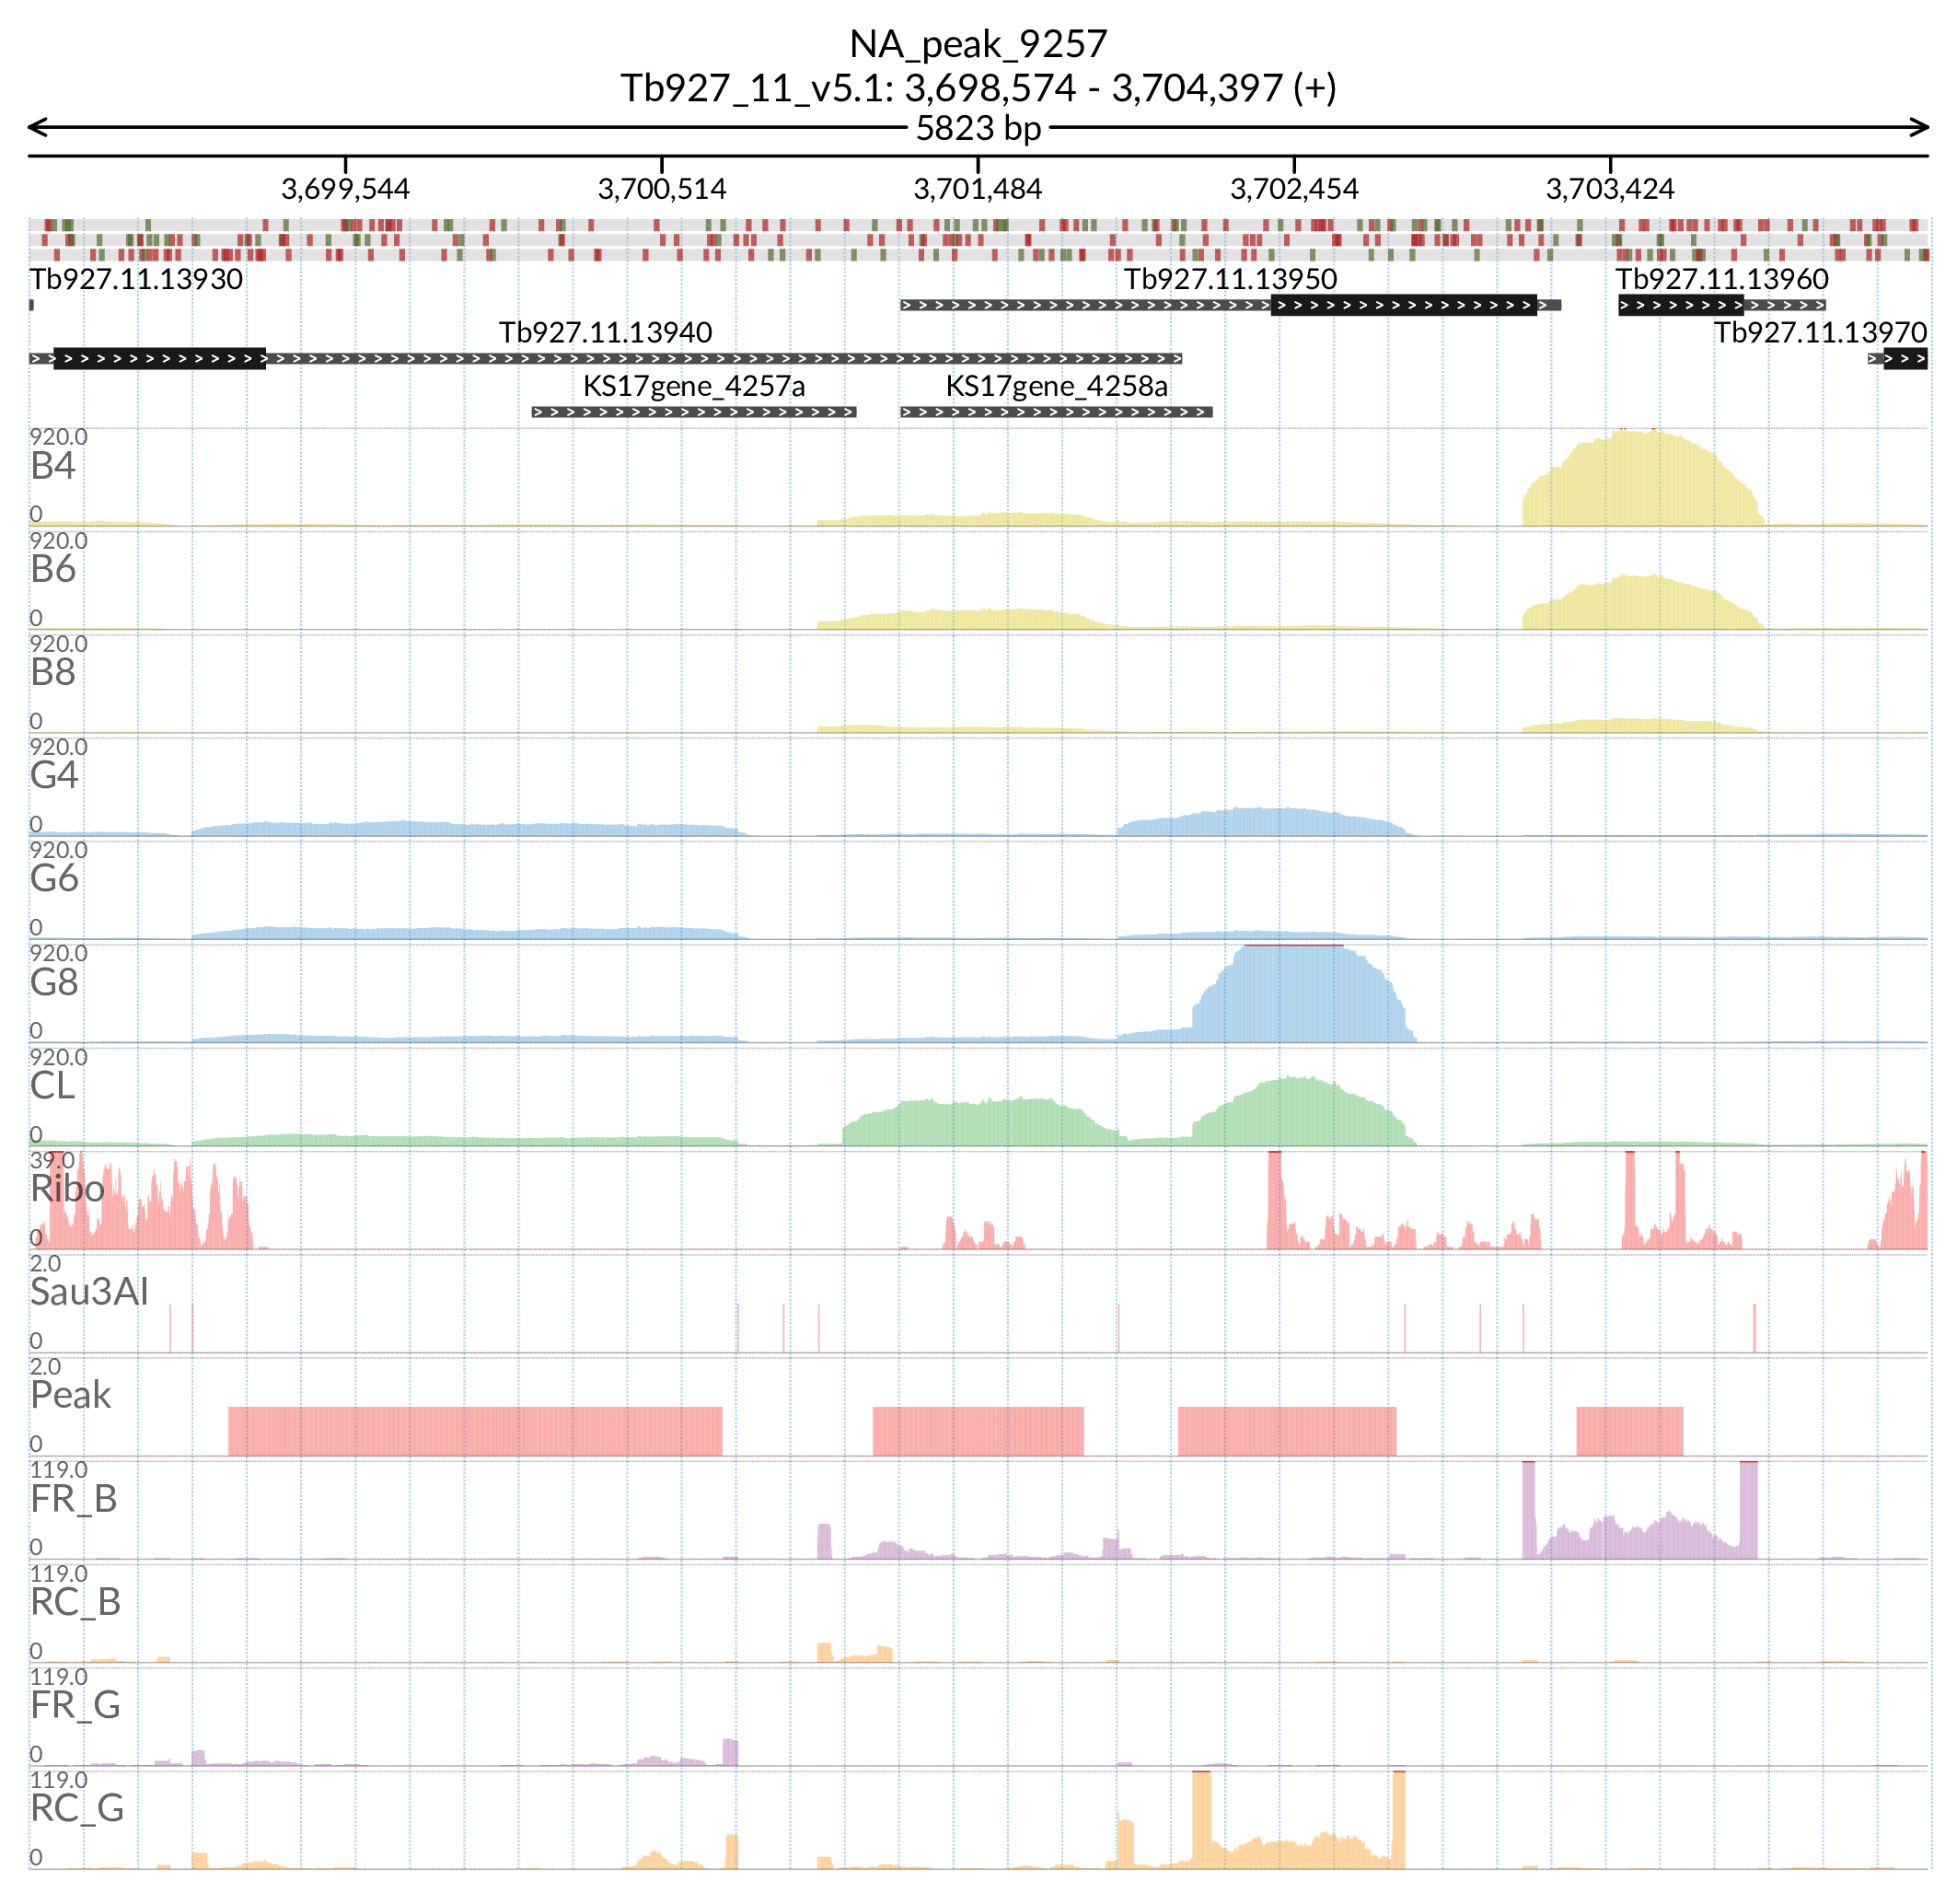 NA_peak_9257
Tb927_11_v5.1: 3,698,574 - 3,704,397 (+)
5823 bp
3,699,544 3,700,514 3,701,484 3,702,454 3,703,424
Tb927.11.13930 Tb927.11.13950 Tb927.11.13960
Tb927.11.13940 Tb927.11.13970
KS17gene_4257a KS17gene_4258a
920.0
B4
0
920.0
B6
0
920.0
B8
0
920.0
G4
0
920.0
G6
0
920.0
G8
0
920.0
CL
0
39.0
Ribo
0
2.0
Sau3AI
0
2.0
Peak
0
119.0
FR_B
0
119.0
RC_B
0
119.0
FR_G
0
119.0
RC_G
0